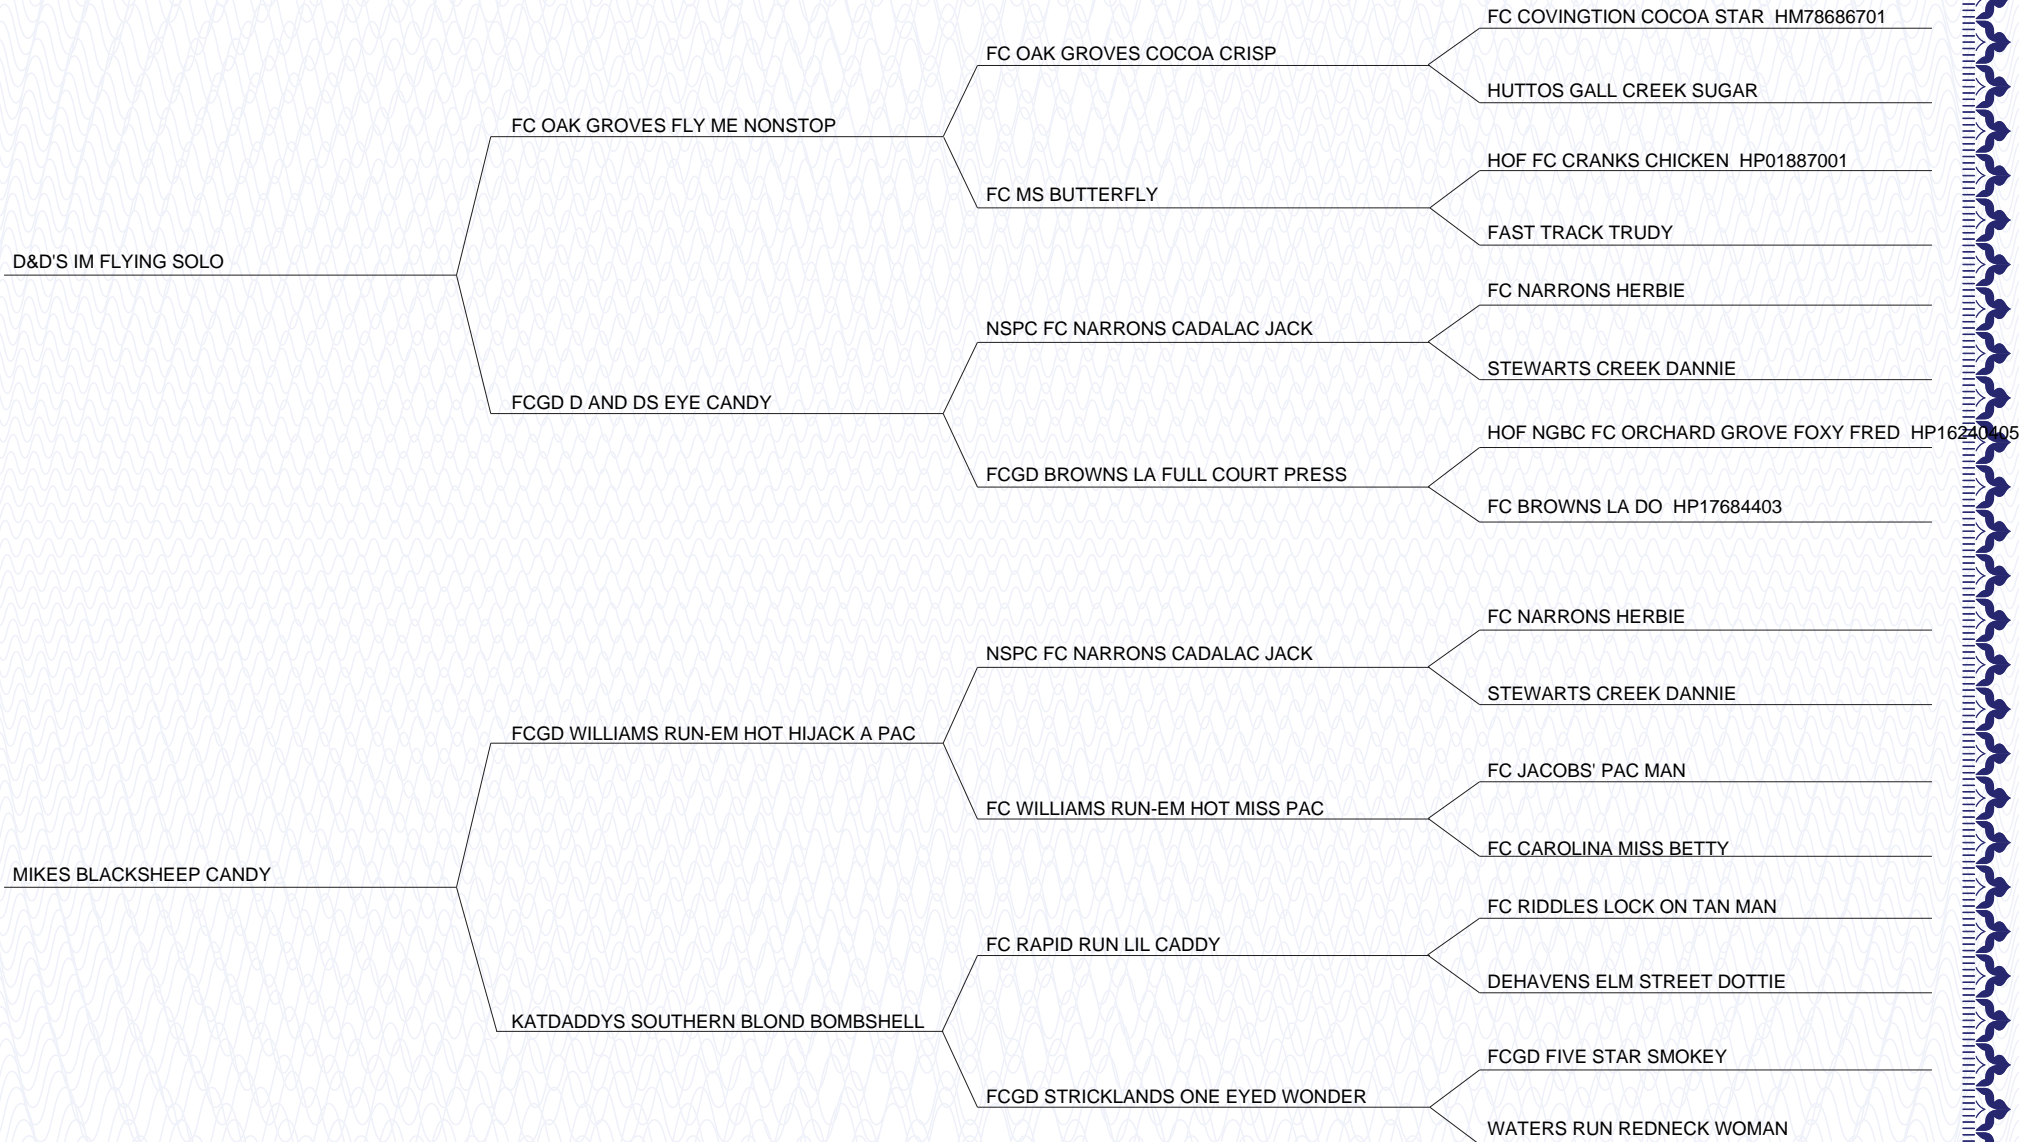 FC COVINGTION COCOA STAR  HM78686701
FC OAK GROVES COCOA CRISP
HUTTOS GALL CREEK SUGAR
FC OAK GROVES FLY ME NONSTOP
HOF FC CRANKS CHICKEN  HP01887001
FC MS BUTTERFLY
FAST TRACK TRUDY
D&D'S IM FLYING SOLO
FC NARRONS HERBIE
NSPC FC NARRONS CADALAC JACK
STEWARTS CREEK DANNIE
FCGD D AND DS EYE CANDY
HOF NGBC FC ORCHARD GROVE FOXY FRED  HP16240405
FCGD BROWNS LA FULL COURT PRESS
FC BROWNS LA DO  HP17684403
FC NARRONS HERBIE
NSPC FC NARRONS CADALAC JACK
STEWARTS CREEK DANNIE
FCGD WILLIAMS RUN-EM HOT HIJACK A PAC
FC JACOBS' PAC MAN
FC WILLIAMS RUN-EM HOT MISS PAC
FC CAROLINA MISS BETTY
MIKES BLACKSHEEP CANDY
FC RIDDLES LOCK ON TAN MAN
FC RAPID RUN LIL CADDY
DEHAVENS ELM STREET DOTTIE
KATDADDYS SOUTHERN BLOND BOMBSHELL
FCGD FIVE STAR SMOKEY
FCGD STRICKLANDS ONE EYED WONDER
WATERS RUN REDNECK WOMAN